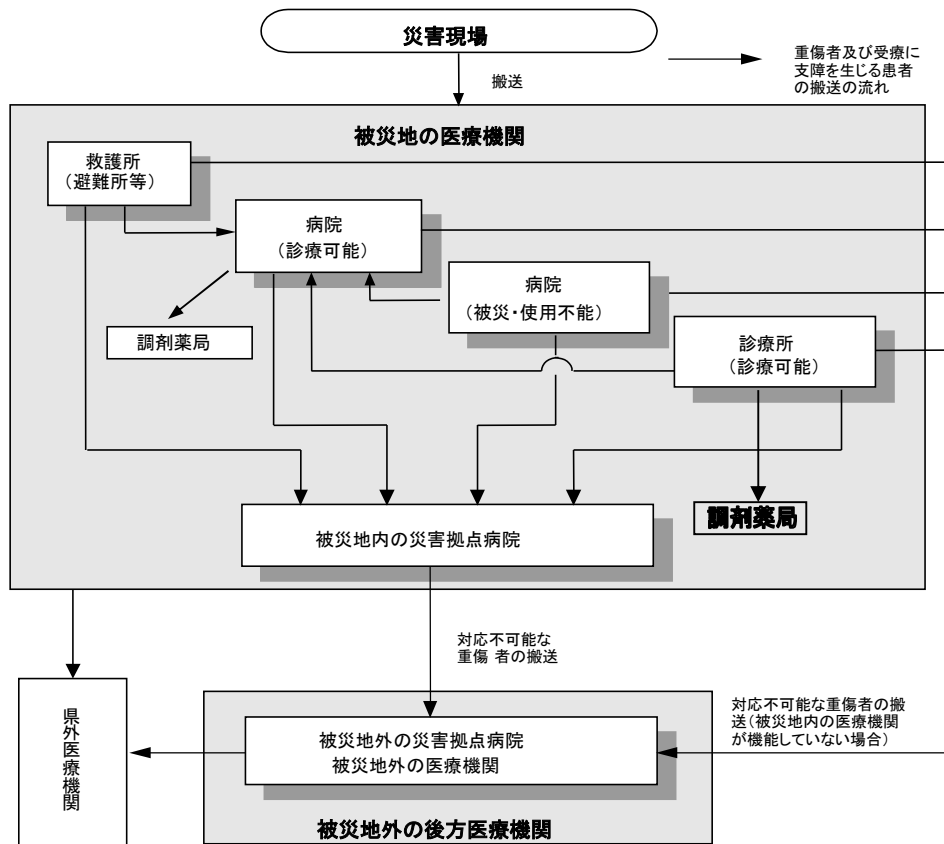 災害現場
重傷者及び受療に
支障を生じる患者
の搬送の流れ
搬送
被災地の医療機関
救護所
(避難所等)
病院
(診療可能)
病院
(被災・使用不能)
調剤薬局
診療所
(診療可能)
調剤薬局
被災地内の災害拠点病院
対応不可能な
重傷 者の搬送
県外医療機関
被災地外の災害拠点病院
被災地外の医療機関
対応不可能な重傷者の搬
送(被災地内の医療機関
が機能していない場合)
被災地外の後方医療機関